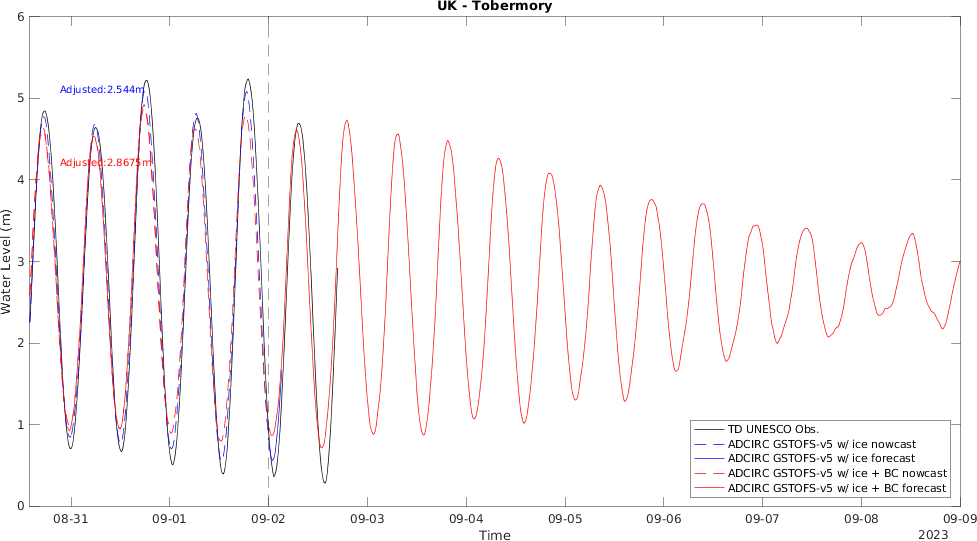 UK - Tobermory
Water Level (m)
6
5
4
3
2
1
0
Adjusted:2.544m
Adjusted:2.8675m
TD UNESCO Obs.
ADCIRC GSTOFS-v5 w/ ice nowcast
ADCIRC GSTOFS-v5 w/ ice forecast
ADCIRC GSTOFS-v5 w/ ice + BC nowcast
ADCIRC GSTOFS-v5 w/ ice + BC forecast
08-31 09-01 09-02 09-03 09-04 09-05 09-06 09-07 09-08 09-09
Time
2023